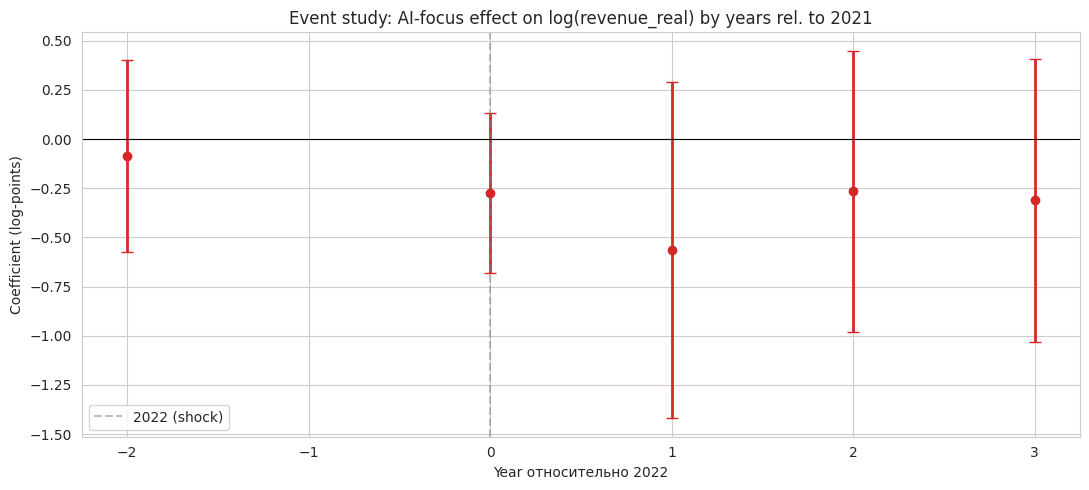 Event study: AI-focus effect on log(revenue_real) by years rel. to 2021
Coefficient (log-points)
0.50
0.25
0.00
−0.25
−0.50
−0.75
−1.00
−1.25
−1.50
2022 (shock)
−2 −1 0 1 2 3
Year относительно 2022